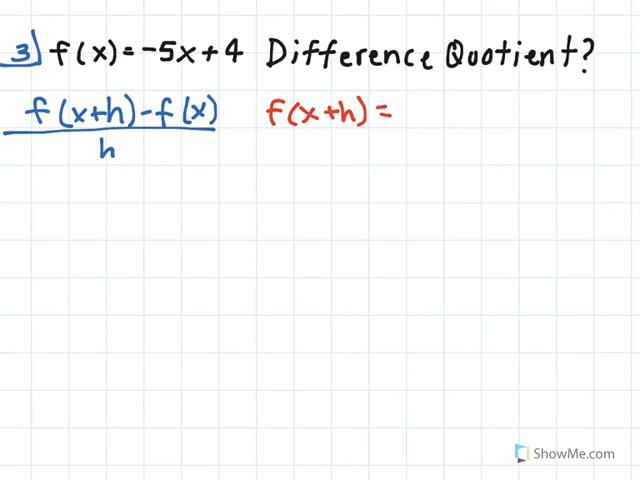 3 f(x) = -5x + 4 Difference Quotient?
f(x+h) - f(x) f(x+h) =
h
ShowMe.com